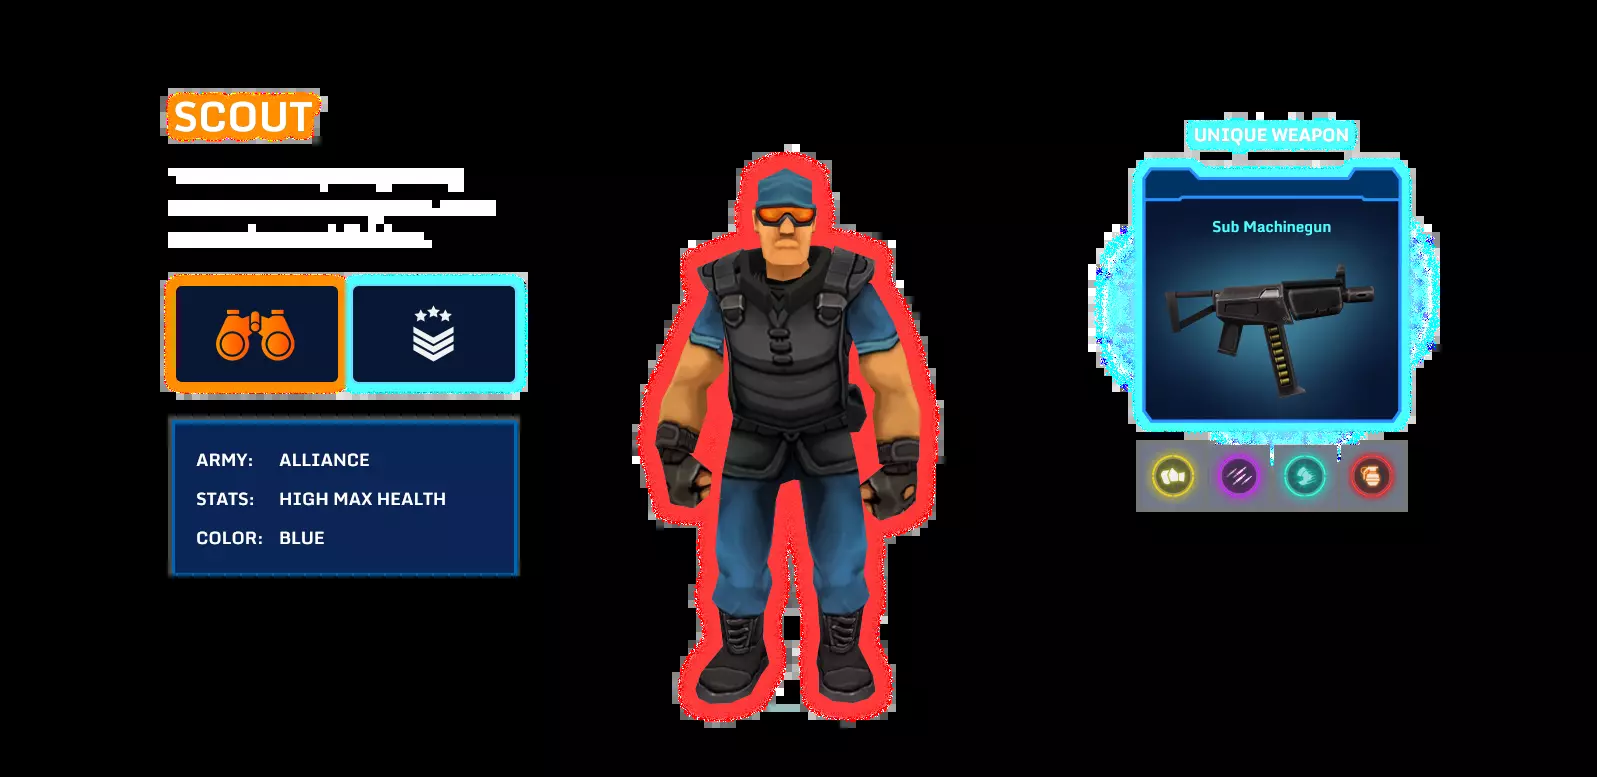 SCOUT
ARMY: ALLIANCE
STATS: HIGH MAX HEALTH
COLOR: BLUE
UNIQUE WEAPON
Sub Machinegun